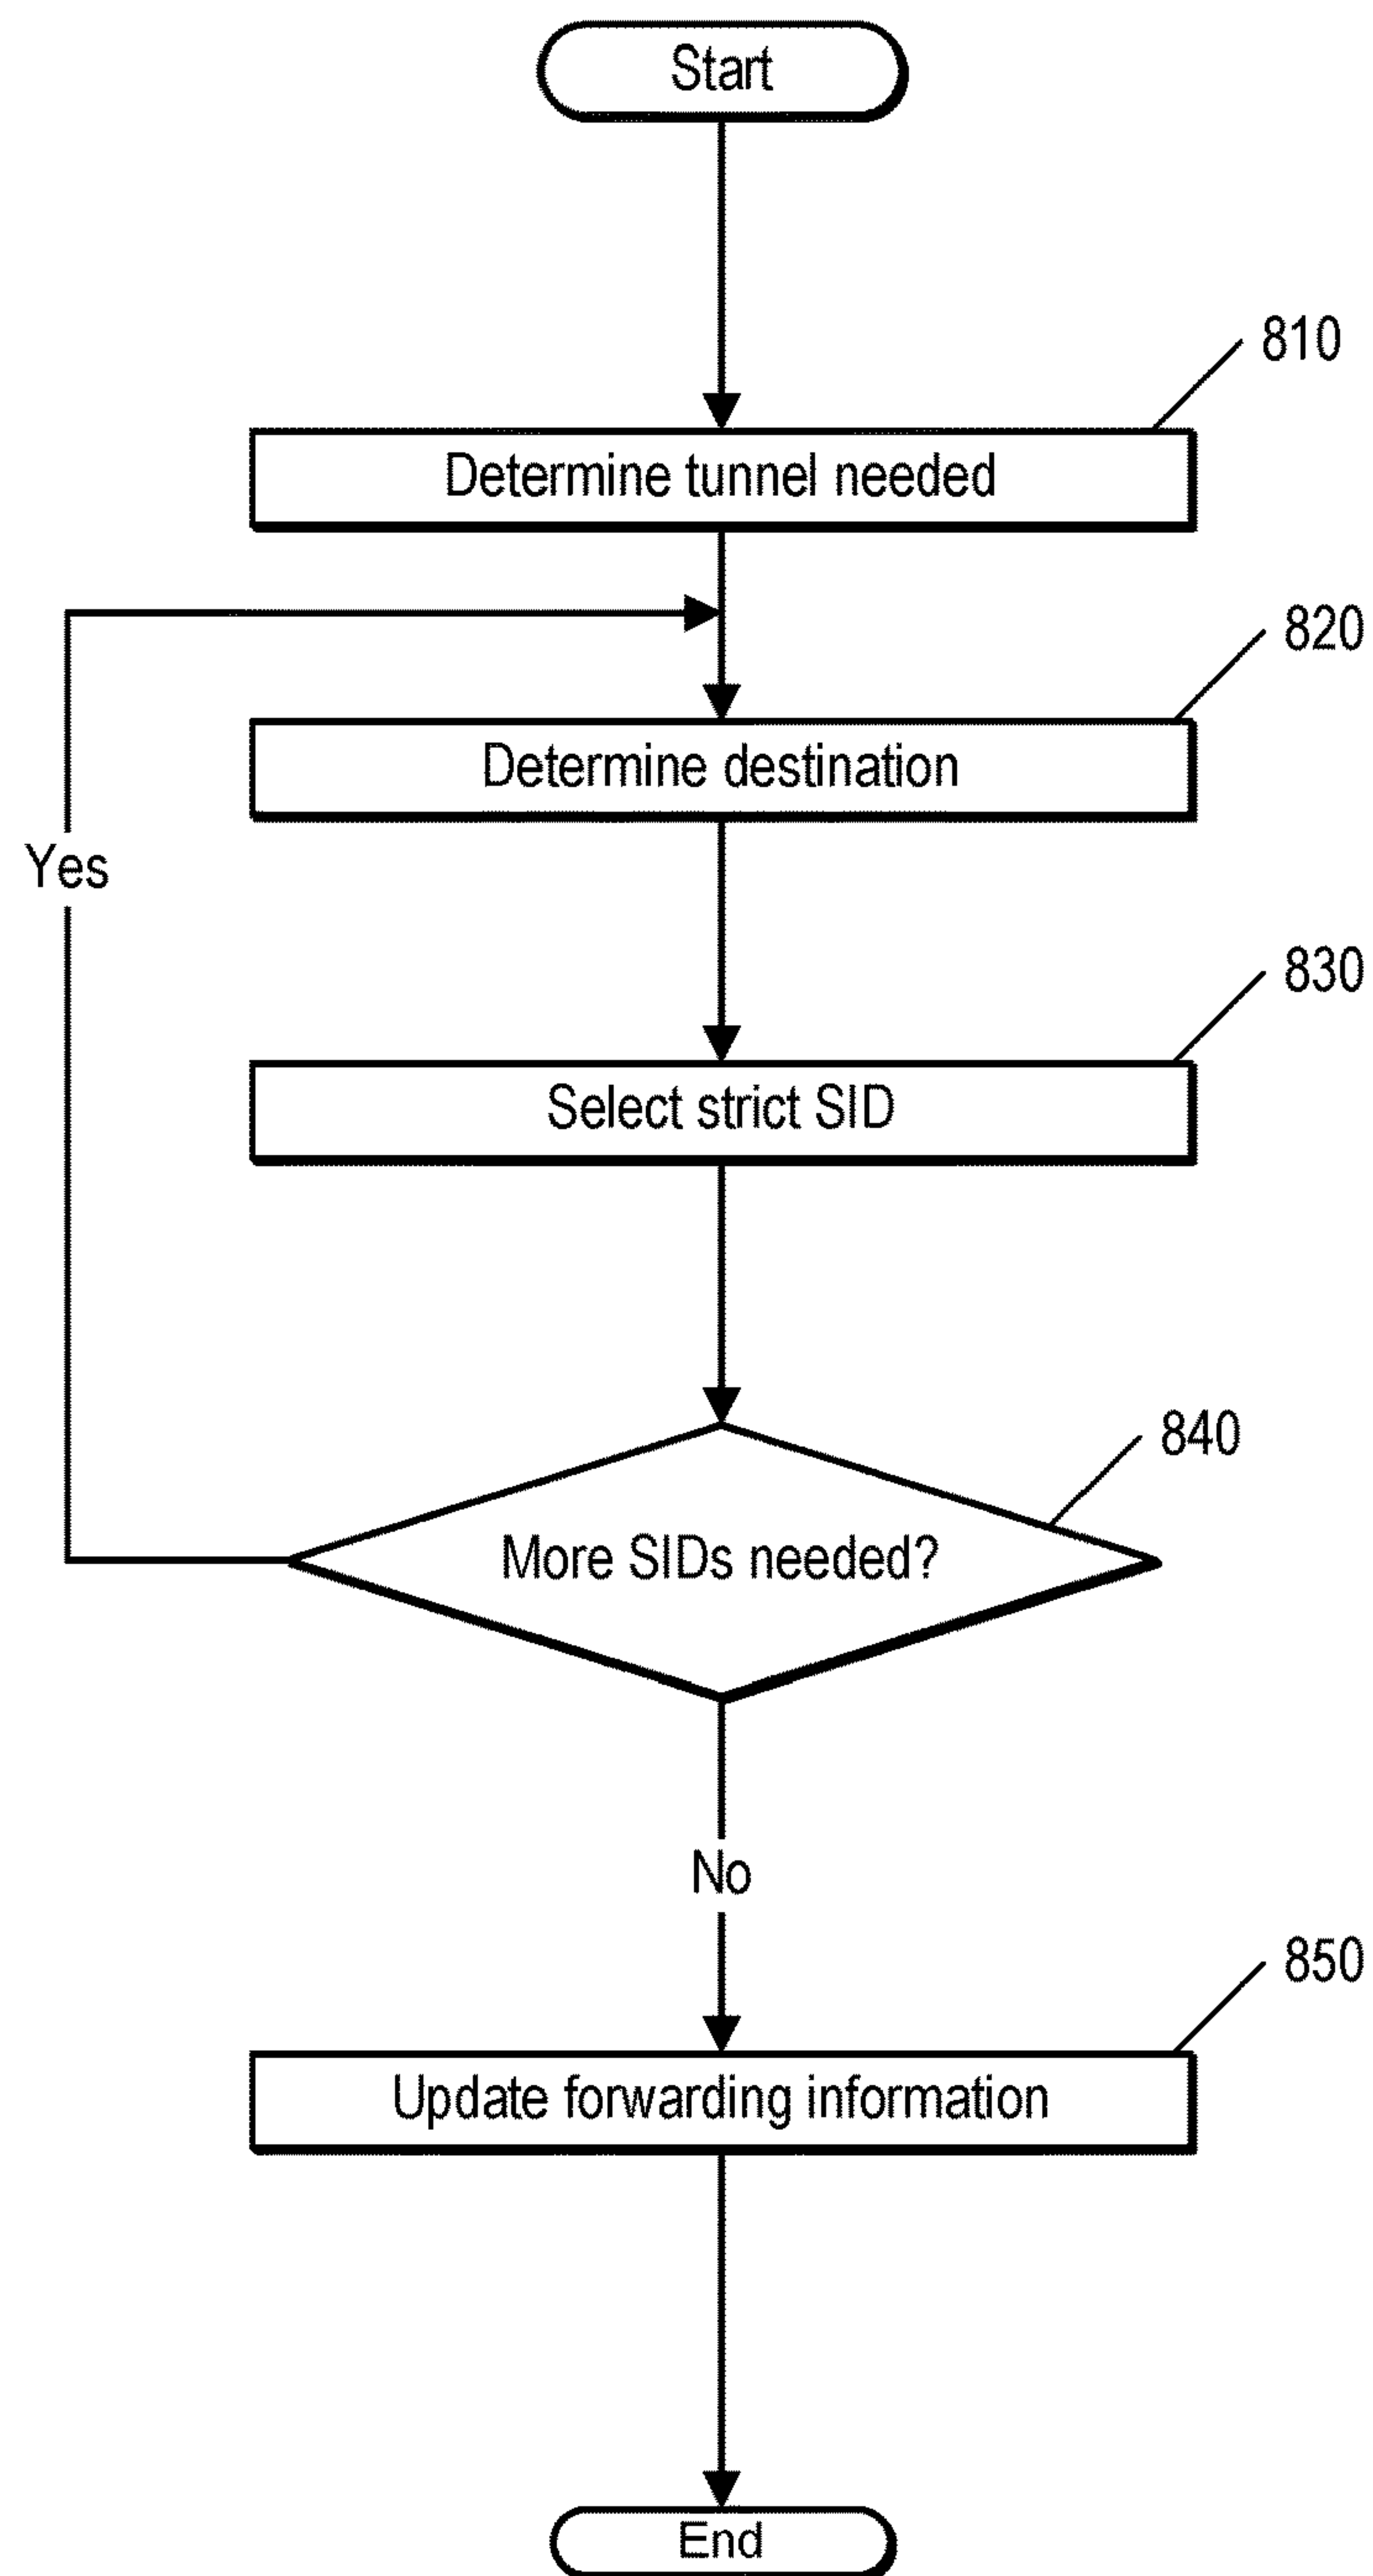 Start
810
Determine tunnel needed
820
Determine destination
Yes
830
Select strict SID
840
More SIDs needed?
No
850
Update forwarding information
End